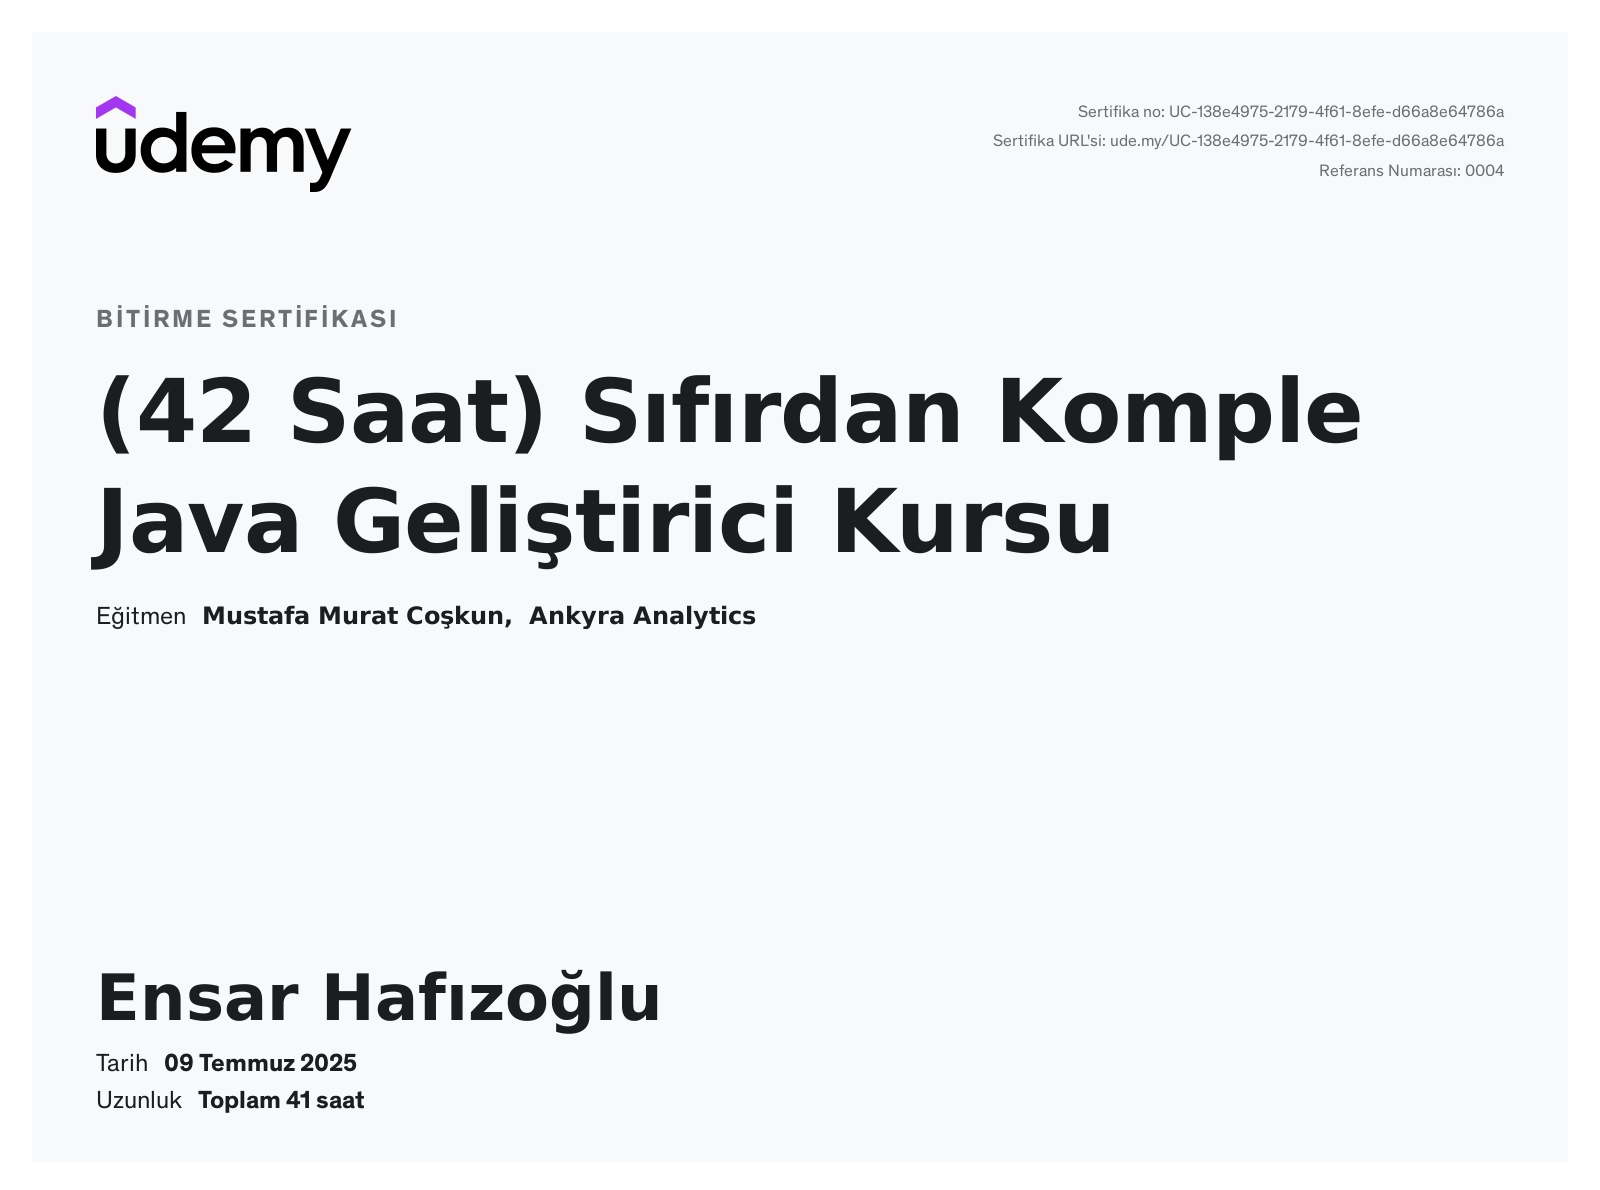 udemy
Sertifika no: UC-138e4975-2179-4f61-8efe-d66a8e64786a
Sertifika URL'si: ude.my/UC-138e4975-2179-4f61-8efe-d66a8e64786a
Referans Numarası: 0004
BİTİRME SERTİFİKASI
(42 Saat) Sıfırdan Komple
Java Geliştirici Kursu
Eğitmen Mustafa Murat Coşkun, Ankyra Analytics
Ensar Hafızoğlu
Tarih 09 Temmuz 2025
Uzunluk Toplam 41 saat